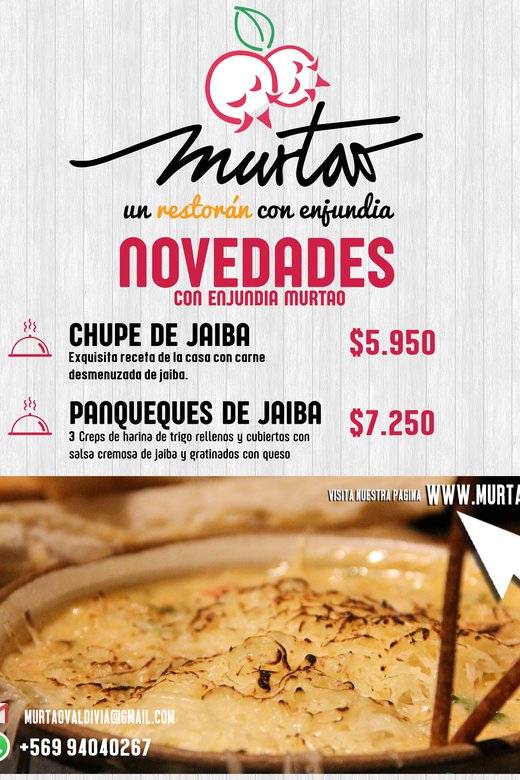 murtao
un restorán con enjundia
NOVEDADES
CON ENJUNDIA MURTAO
CHUPE DE JAIBA
$5.950
Exquisita receta de la casa con carne
desmenuzada de jaiba.
PANQUEQUES DE JAIBA
$7.250
3 Creps de harina de trigo rellenos y cubiertos con
salsa cremosa de jaiba y gratinados con queso
VISITA NUESTRA PAGINA WWW.MURTA
MURTAOVALDIVIA@GMAIL.COM
+569 94040267